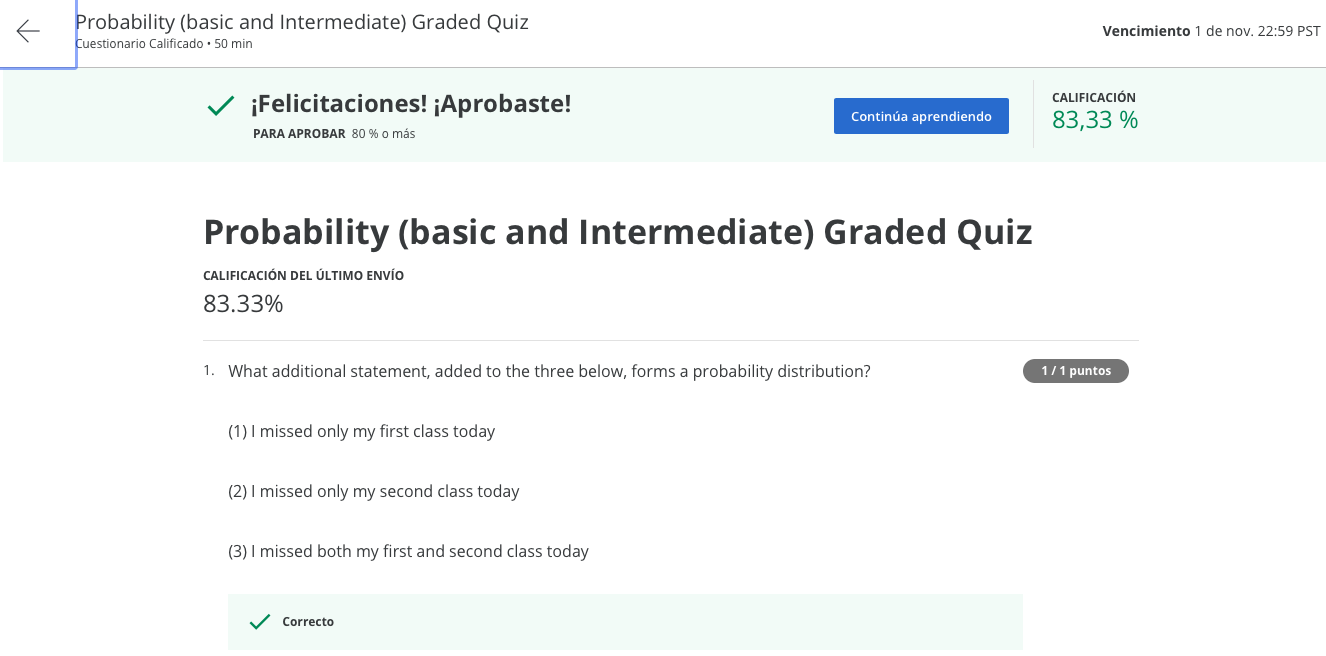 Probability (basic and Intermediate) Graded Quiz
Cuestionario Calificado • 50 min
Vencimiento 1 de nov. 22:59 PST
¡Felicitaciones! ¡Aprobaste!
PARA APROBAR 80 % o más
Continúa aprendiendo
CALIFICACIÓN
83,33 %
Probability (basic and Intermediate) Graded Quiz
CALIFICACIÓN DEL ÚLTIMO ENVÍO
83.33%
1. What additional statement, added to the three below, forms a probability distribution?
1 / 1 puntos
(1) I missed only my first class today
(2) I missed only my second class today
(3) I missed both my first and second class today
Correcto